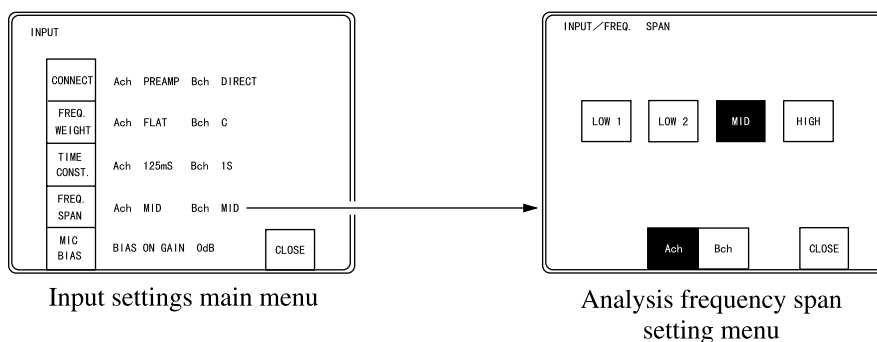 INPUT
CONNECT Ach PREAMP Bch DIRECT
FREQ.
WEIGHT
Ach FLAT Bch C
TIME
CONST.
Ach 125mS Bch 1S
FREQ.
SPAN
Ach MID Bch MID
MIC
BIAS
BIAS ON GAIN 0dB
CLOSE
Input settings main menu
INPUT／FREQ. SPAN
LOW 1 LOW 2 MID HIGH
Ach Bch CLOSE
Analysis frequency span
setting menu